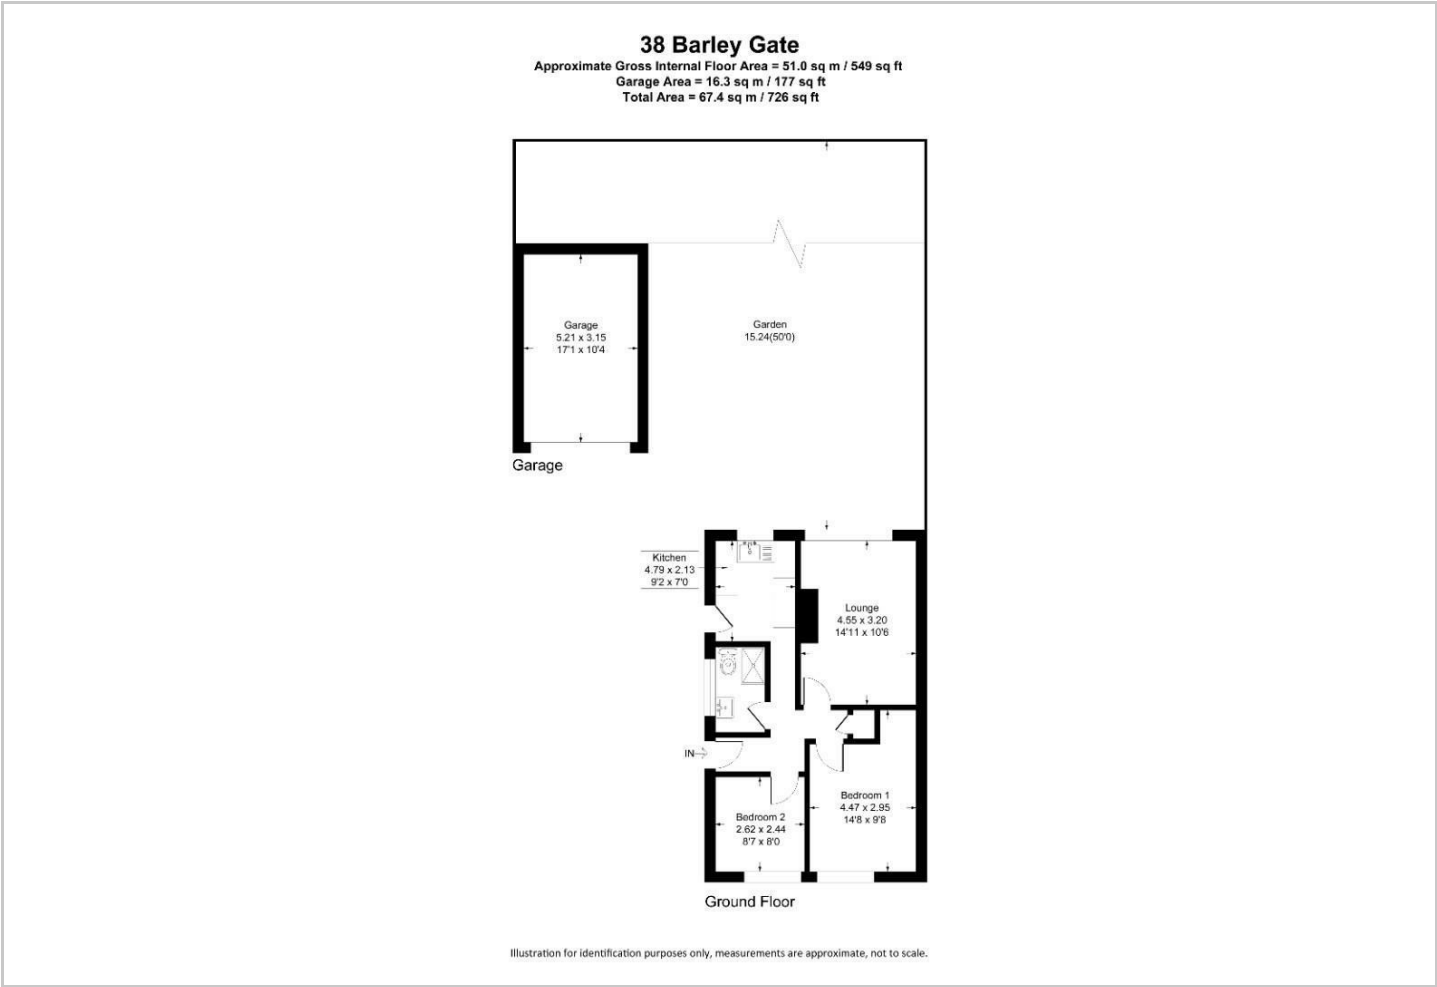 38 Barley Gate
Approximate Gross Internal Floor Area = 51.0 sq m / 549 sq ft
Garage Area = 16.3 sq m / 177 sq ft
Total Area = 67.4 sq m / 726 sq ft
Garage
5.21 x 3.15
17'1 x 10'4
Garden
15.24(50'0)
Garage
Kitchen
4.79 x 2.13
9'2 x 7'0
Lounge
4.55 x 3.20
14'11 x 10'6
IN
Bedroom 1
4.47 x 2.95
14'8 x 9'8
Bedroom 2
2.62 x 2.44
8'7 x 8'0
Ground Floor
Illustration for identification purposes only, measurements are approximate, not to scale.